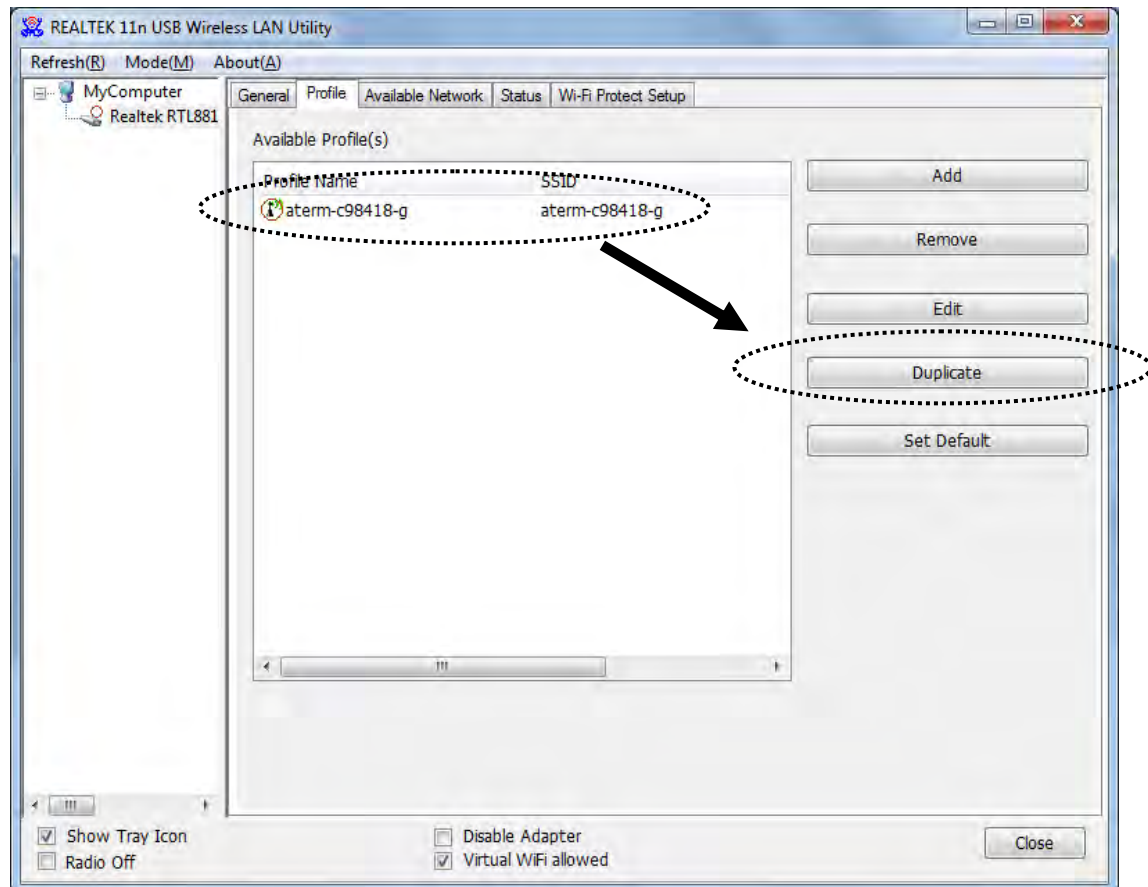 REALTEK 11n USB Wireless LAN Utility
Refresh(R) Mode(M) About(A)
MyComputer
Realtek RTL881
General Profile Available Network Status Wi-Fi Protect Setup
Available Profile(s)
Profile Name SSID
aterm-c98418-g aterm-c98418-g
Add
Remove
Edit
Duplicate
Set Default
Show Tray Icon
Radio Off
Disable Adapter
Virtual WiFi allowed
Close